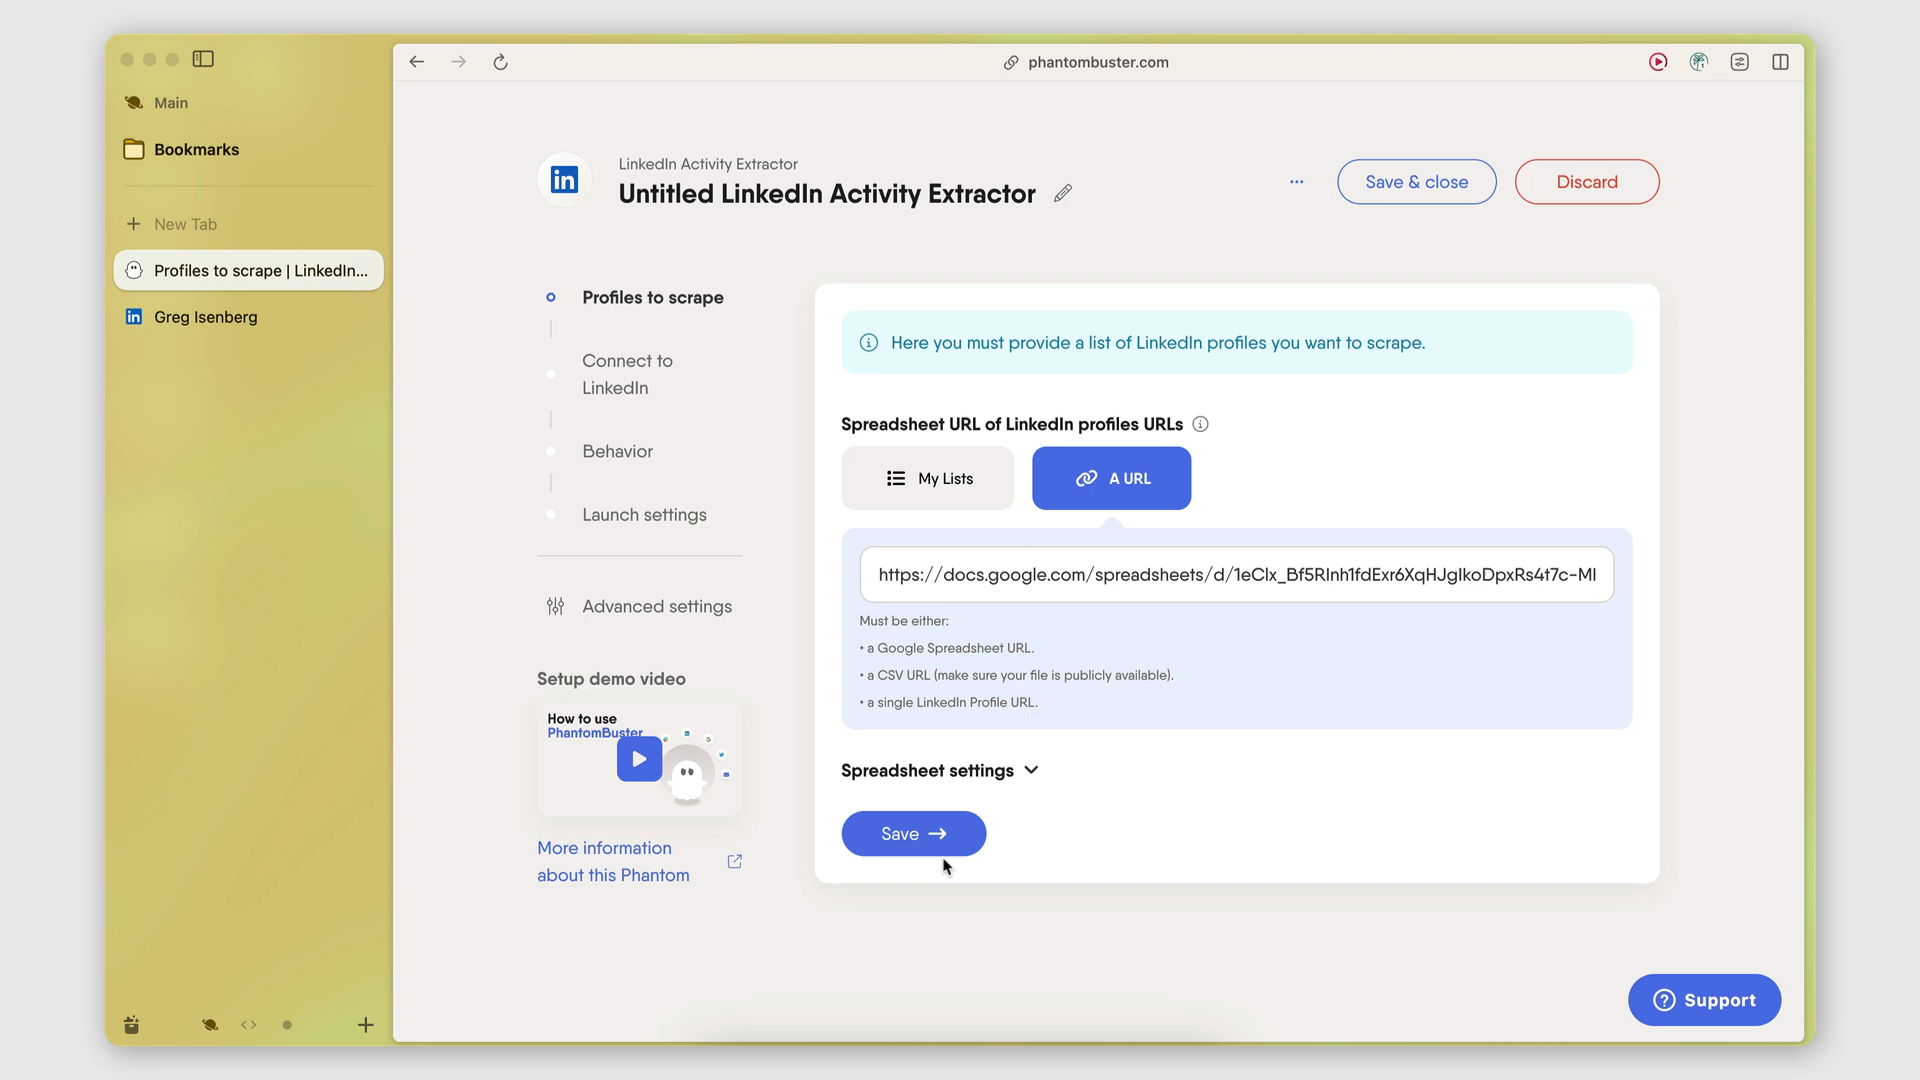 phantombuster.com
Main
Bookmarks
New Tab
Profiles to scrape | LinkedIn...
Greg Isenberg
LinkedIn Activity Extractor
Untitled LinkedIn Activity Extractor
Save & close
Discard
Profiles to scrape
Connect to
LinkedIn
Behavior
Launch settings
Advanced settings
Setup demo video
How to use
PhantomBuster
More information
about this Phantom
Here you must provide a list of LinkedIn profiles you want to scrape.
Spreadsheet URL of LinkedIn profiles URLs
My Lists
A URL
https://docs.google.com/spreadsheets/d/1eClx_Bf5RInh1fdExr6XqHJgIkoDpxRs4t7c-MI
Must be either:
• a Google Spreadsheet URL.
• a CSV URL (make sure your file is publicly available).
• a single LinkedIn Profile URL.
Spreadsheet settings
Save
Support